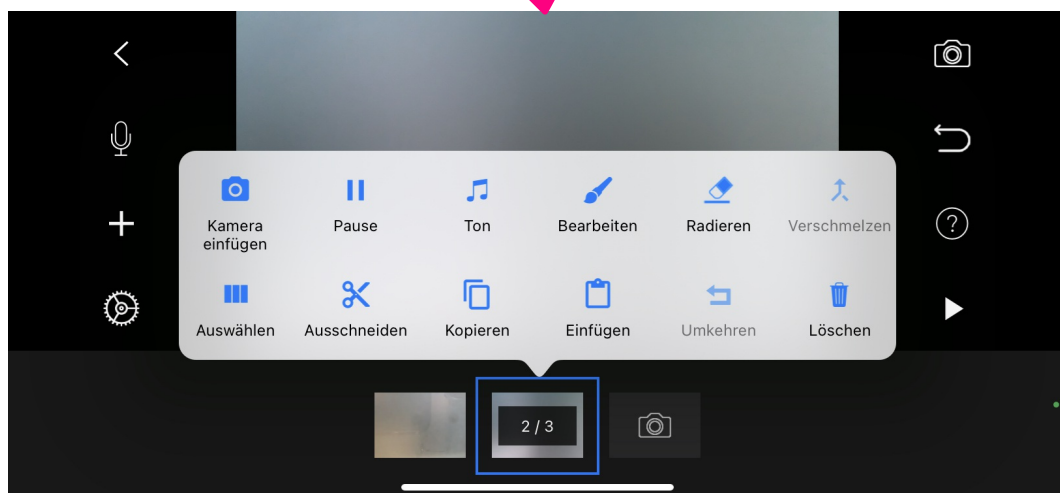 Kamera
einfügen
Pause
Ton
Bearbeiten
Radieren
Verschmelzen
?
Auswählen
Ausschneiden
Kopieren
Einfügen
Umkehren
Löschen
2 / 3